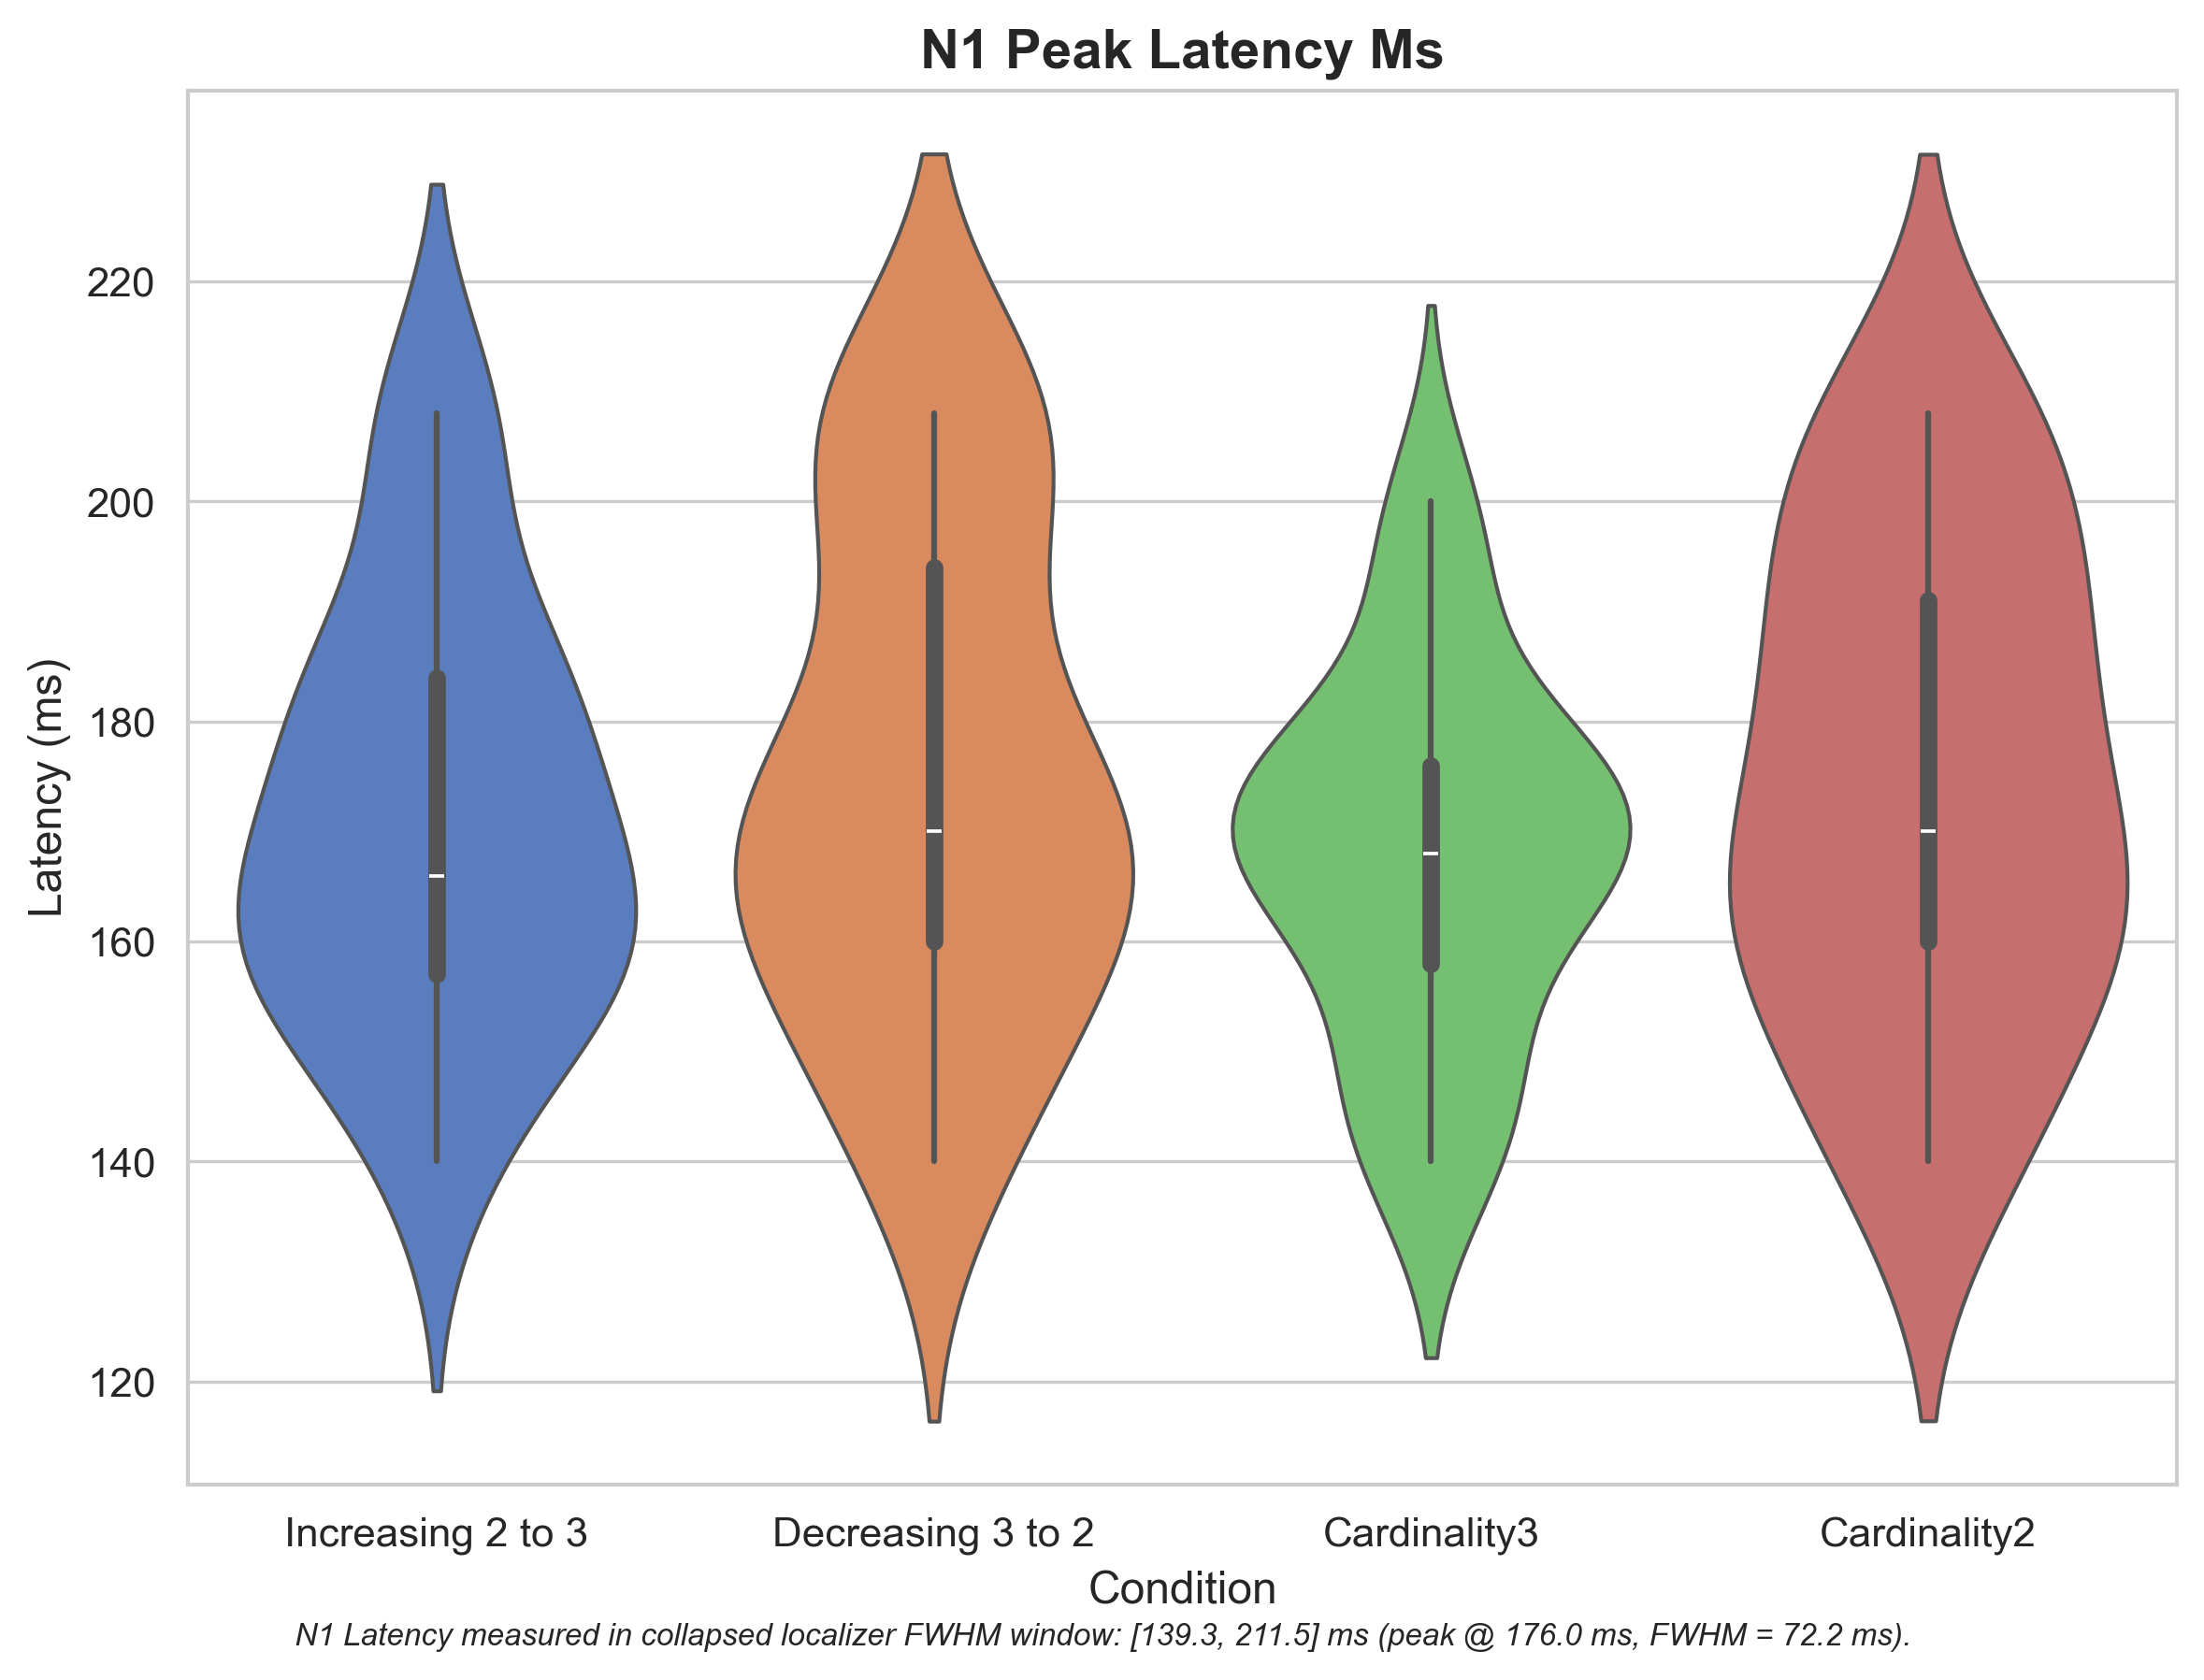 N1 Peak Latency Ms
Latency (ms)
220
200
180
160
140
120
Increasing 2 to 3
Decreasing 3 to 2
Cardinality3
Cardinality2
Condition
N1 Latency measured in collapsed localizer FWHM window: [139.3, 211.5] ms (peak @ 176.0 ms, FWHM = 72.2 ms).